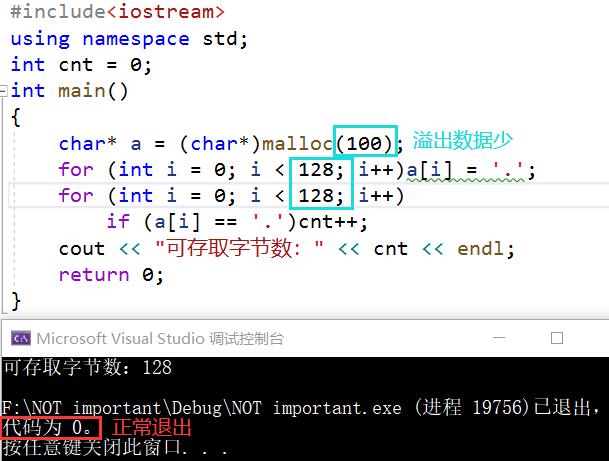 #include<iostream>
using namespace std;
int cnt = 0;
int main()
{
char* a = (char*)malloc(100); 溢出数据少
for (int i = 0; i < 128; i++)a[i] = '.';
for (int i = 0; i < 128; i++)
if (a[i] == '.')cnt++;
cout << "可存取字节数: " << cnt << endl;
return 0;
}
Microsoft Visual Studio 调试控制台
可存取字节数: 128
F:\NOT important\Debug\NOT important.exe (进程 19756)已退出,
代码为 0。 正常退出
按任意键关闭此窗口. . .